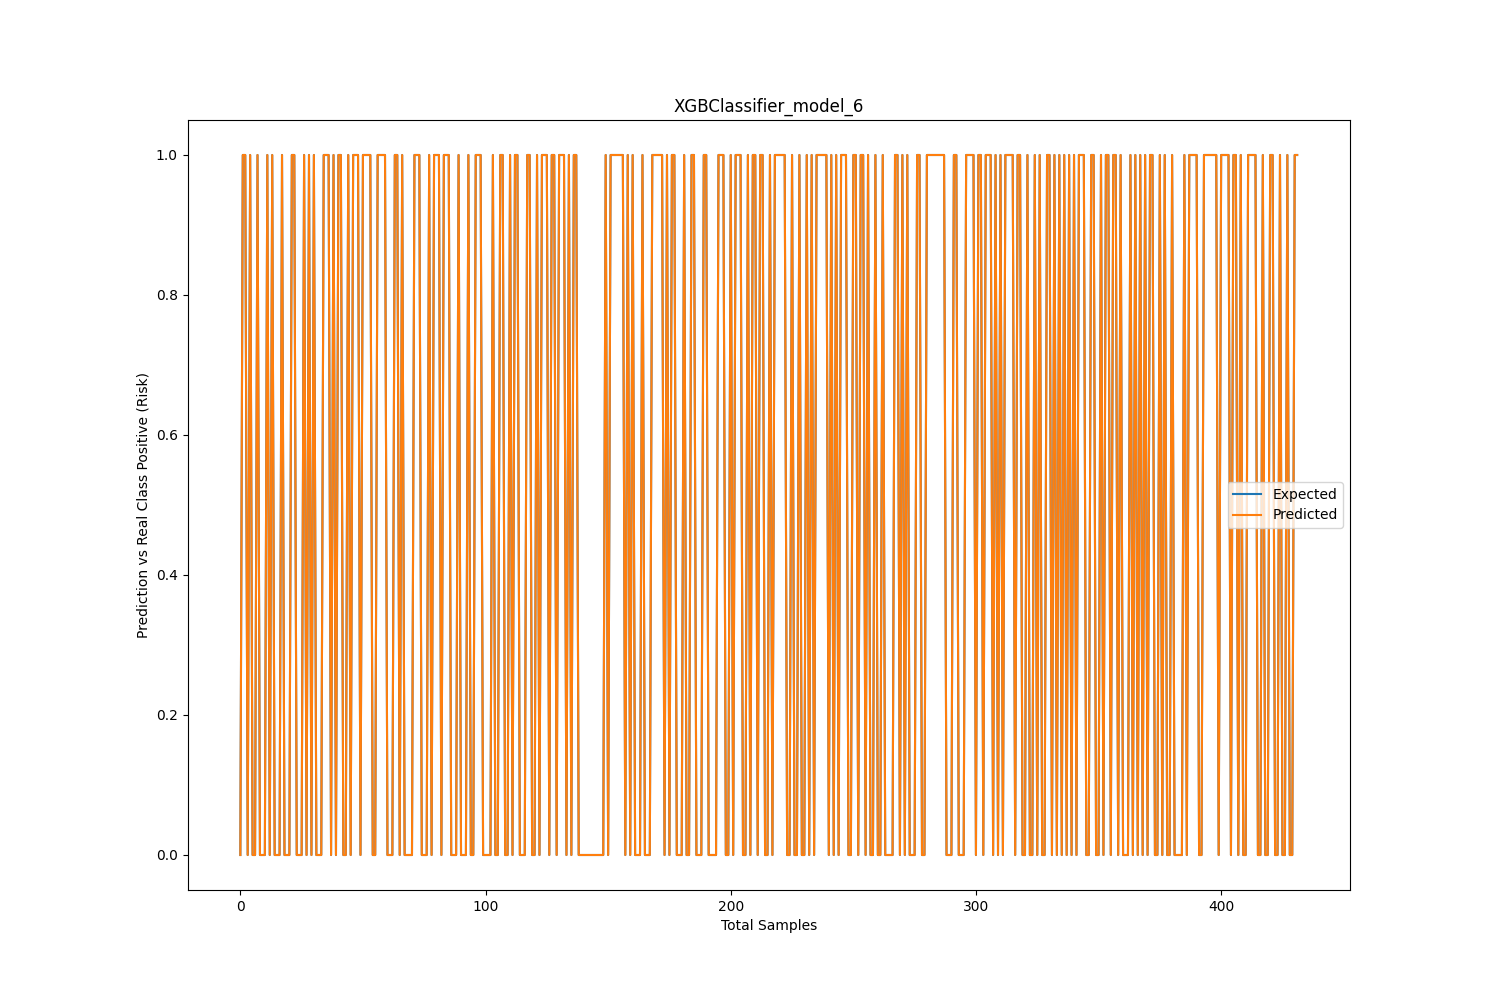 XGBClassifier_model_6
1.0
0.8
0.6
0.4
0.2
0.0
Prediction vs Real Class Positive (Risk)
Expected
Predicted
0
100
200
300
400
Total Samples